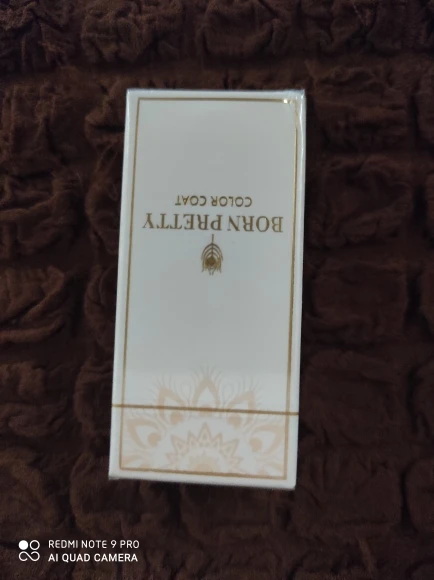 BORN PRETTY
COLOR COAT
REDMI NOTE 9 PRO
AI QUAD CAMERA